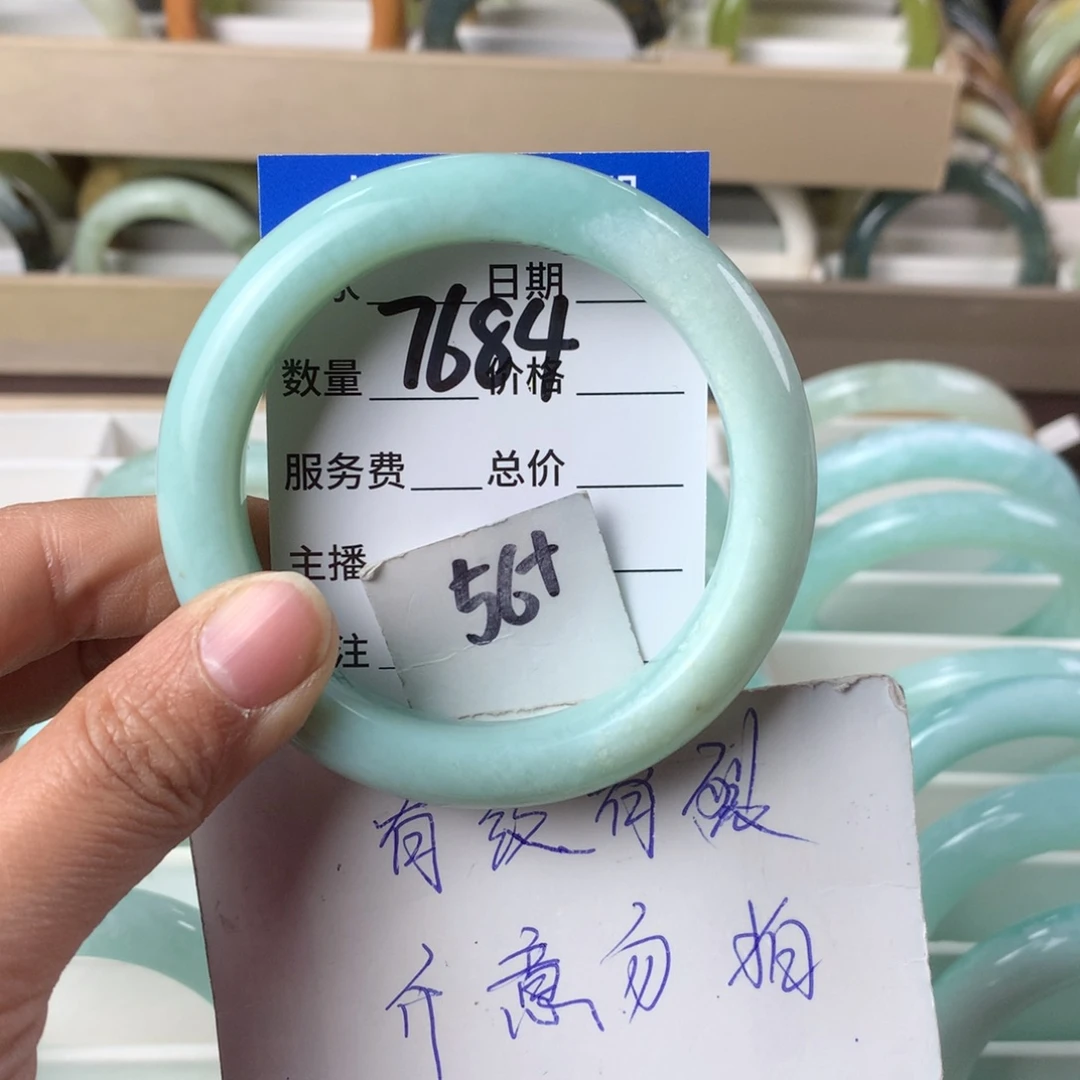 日期
7684
数量 价格
服务费 总价
主播
56+
注
有纹有裂
介意勿拍